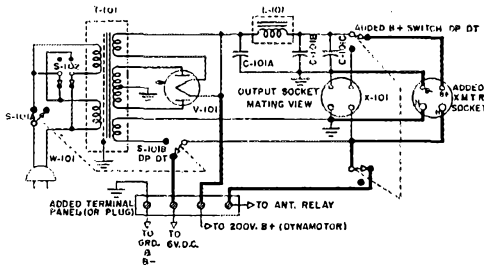 T-101
L-101
ADDED B+ SWITCH DP DT
S-102
C-101A
C-101B
C-101C
V-101
OUTPUT SOCKET
MATING VIEW
X-101
B+
ADDED
XMTR
SOCKET
S-101A
W-101
S-101B
DP DT
ADDED TERMINAL
PANEL (OR PLUG)
TO ANT. RELAY
TO 200V. B+ (DYNAMOTOR)
TO
GRD.
&
B-
TO
6V.D.C.